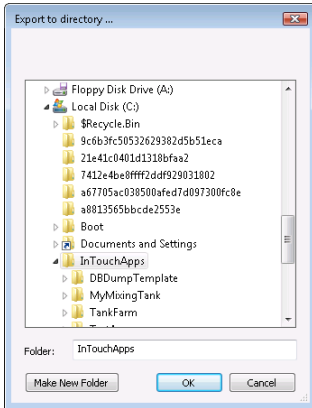 Export to directory ...
Floppy Disk Drive (A:)
Local Disk (C:)
$Recycle.Bin
9c6b3fc50532629382d5b51eca
21e41c0401d1318bfaa2
7412e4be8ffff2ddf929031802
a67705ac038500afed7d097300fc8e
a8813565bbcde2553e
Boot
Documents and Settings
InTouchApps
DBDumpTemplate
MyMixingTank
TankFarm
Folder: InTouchApps
Make New Folder OK Cancel